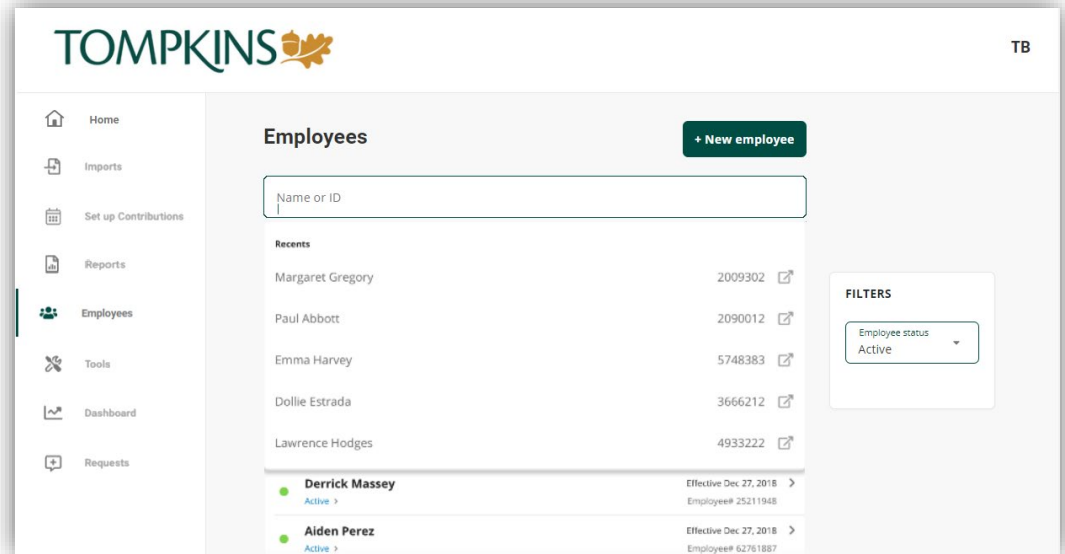 TOMPKINS
TB
Home
Imports
Set up Contributions
Reports
Employees
Tools
Dashboard
Requests
Employees
+ New employee
Name or ID
Recents
Margaret Gregory 2009302
Paul Abbott 2090012
Emma Harvey 5748383
Dollie Estrada 3666212
Lawrence Hodges 4933222
Derrick Massey Effective Dec 27, 2018
Active > Employee# 25211948
Aiden Perez Effective Dec 27, 2018
Active > Employee# 62761887
FILTERS
Employee status
Active